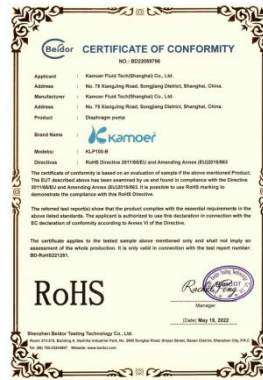 Beidor
CERTIFICATE OF CONFORMITY
NO.: BD22059796
Applicant : Kamoer Fluid Tech(Shanghai) Co., Ltd.
Address : No. 79 XiangJing Road, Songjiang District, Shanghai, China.
Manufacturer : Kamoer Fluid Tech(Shanghai) Co., Ltd.
Address : No. 79 XiangJing Road, Songjiang District, Shanghai, China.
Product : Diaphragm pump
Brand Name : Kamoer
Model(s): : KLP100-B
Directives : RoHS Directive 2011/65/EU and Amending Annex (EU)2015/863
The certificate of conformity is based on an evaluation of sample if the above mentioned Product.
The EUT described above has been examined by us and found in compliance with the Directive
2011/65/EU and Amending Annex (EU)2015/863. It is possible to use RoHS marking to
demonstrate the compliance with this RoHS Directive.
The referred test report(s) show that the product complies with the essential requirements in the
above listed standards. The applicant is authorized to use this declaration in connection with the
EC declaration of conformity according to Annex VI of the Directive.
The certificate applies to the tested sample above mentioned only and shall not imply an
assessment of the whole production. It is only valid in connection with the test report number:
BD-RoHS221351.
RoHS
Manager:
(Date) May 10, 2022
Shenzhen Beidor Testing Technology Co., Ltd.